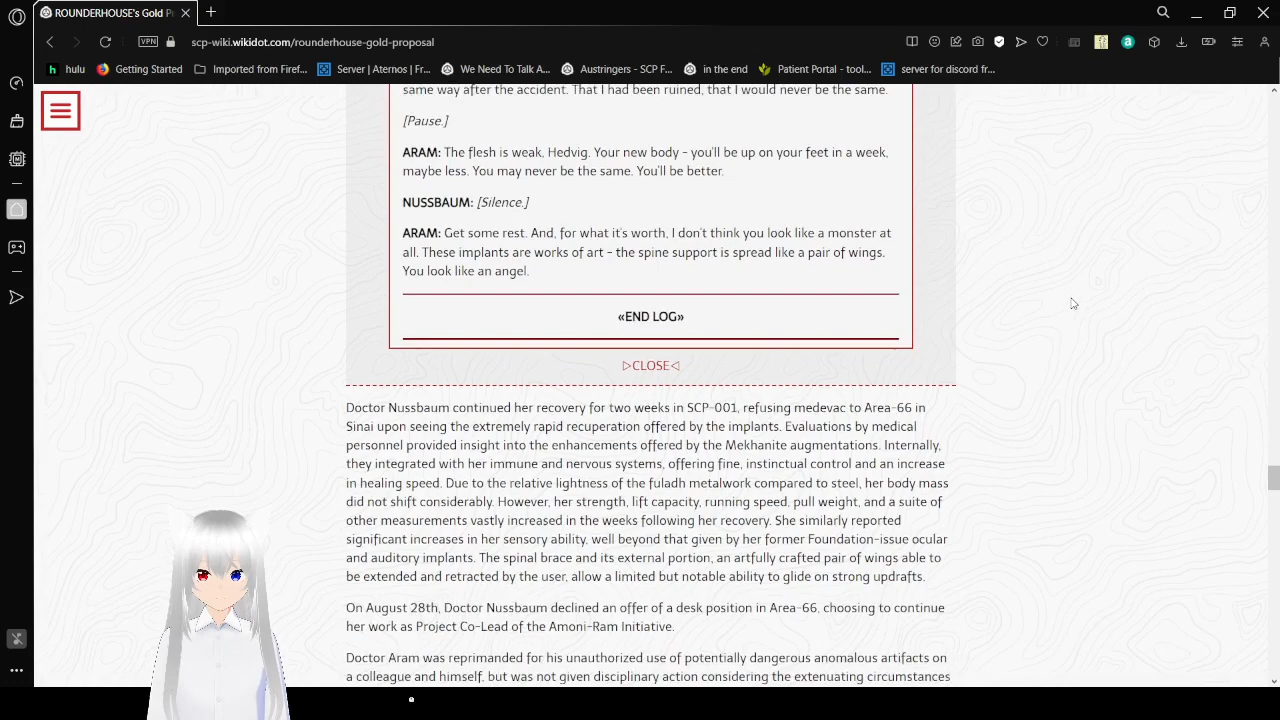 ROUNDERHOUSE's Gold P
VPN
scp-wiki.wikidot.com/rounderhouse-gold-proposal
hulu
Getting Started
Imported from Firef...
Server | Aternos | Fr...
We Need To Talk A...
Austringers - SCP F...
in the end
Patient Portal - tool...
server for discord fr...
same way after the accident. That I had been ruined, that I would never be the same.
[Pause.]
ARAM: The flesh is weak, Hedvig. Your new body – you'll be up on your feet in a week,
maybe less. You may never be the same. You'll be better.
NUSSBAUM: [Silence.]
ARAM: Get some rest. And, for what it's worth, I don't think you look like a monster at
all. These implants are works of art – the spine support is spread like a pair of wings.
You look like an angel.
«END LOG»
▷CLOSE◁
Doctor Nussbaum continued her recovery for two weeks in SCP-001, refusing medevac to Area-66 in
Sinai upon seeing the extremely rapid recuperation offered by the implants. Evaluations by medical
personnel provided insight into the enhancements offered by the Mekhanite augmentations. Internally,
they integrated with her immune and nervous systems, offering fine, instinctual control and an increase
in healing speed. Due to the relative lightness of the fuladh metalwork compared to steel, her body mass
did not shift considerably. However, her strength, lift capacity, running speed, pull weight, and a suite of
other measurements vastly increased in the weeks following her recovery. She similarly reported
significant increases in her sensory ability, well beyond that given by her former Foundation-issue ocular
and auditory implants. The spinal brace and its external portion, an artfully crafted pair of wings able to
be extended and retracted by the user, allow a limited but notable ability to glide on strong updrafts.
On August 28th, Doctor Nussbaum declined an offer of a desk position in Area-66, choosing to continue
her work as Project Co-Lead of the Amoni-Ram Initiative.
Doctor Aram was reprimanded for his unauthorized use of potentially dangerous anomalous artifacts on
a colleague and himself, but was not given disciplinary action considering the extenuating circumstances